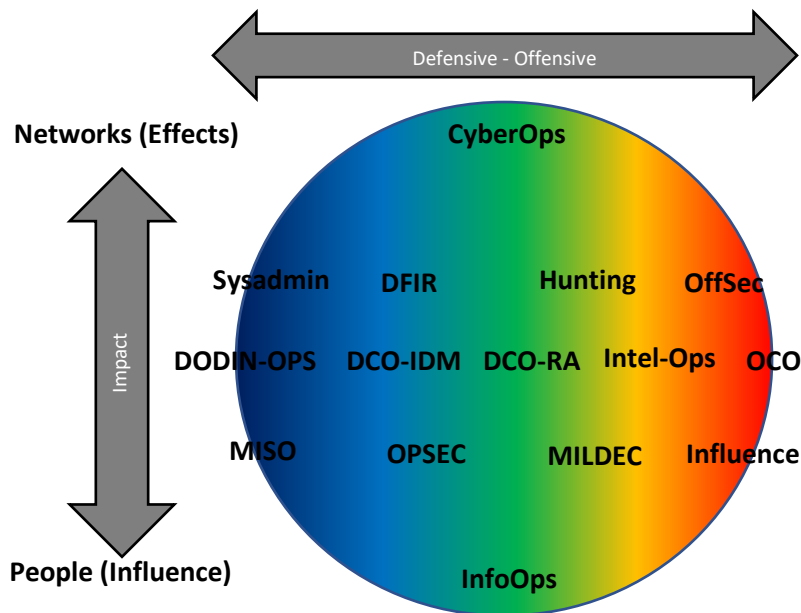 Defensive - Offensive
Networks (Effects)
CyberOps
Sysadmin
DFIR
Hunting
OffSec
DODIN-OPS
DCO-IDM
DCO-RA
Intel-Ops
OCO
Impact
MISO
OPSEC
MILDEC
Influence
People (Influence)
InfoOps